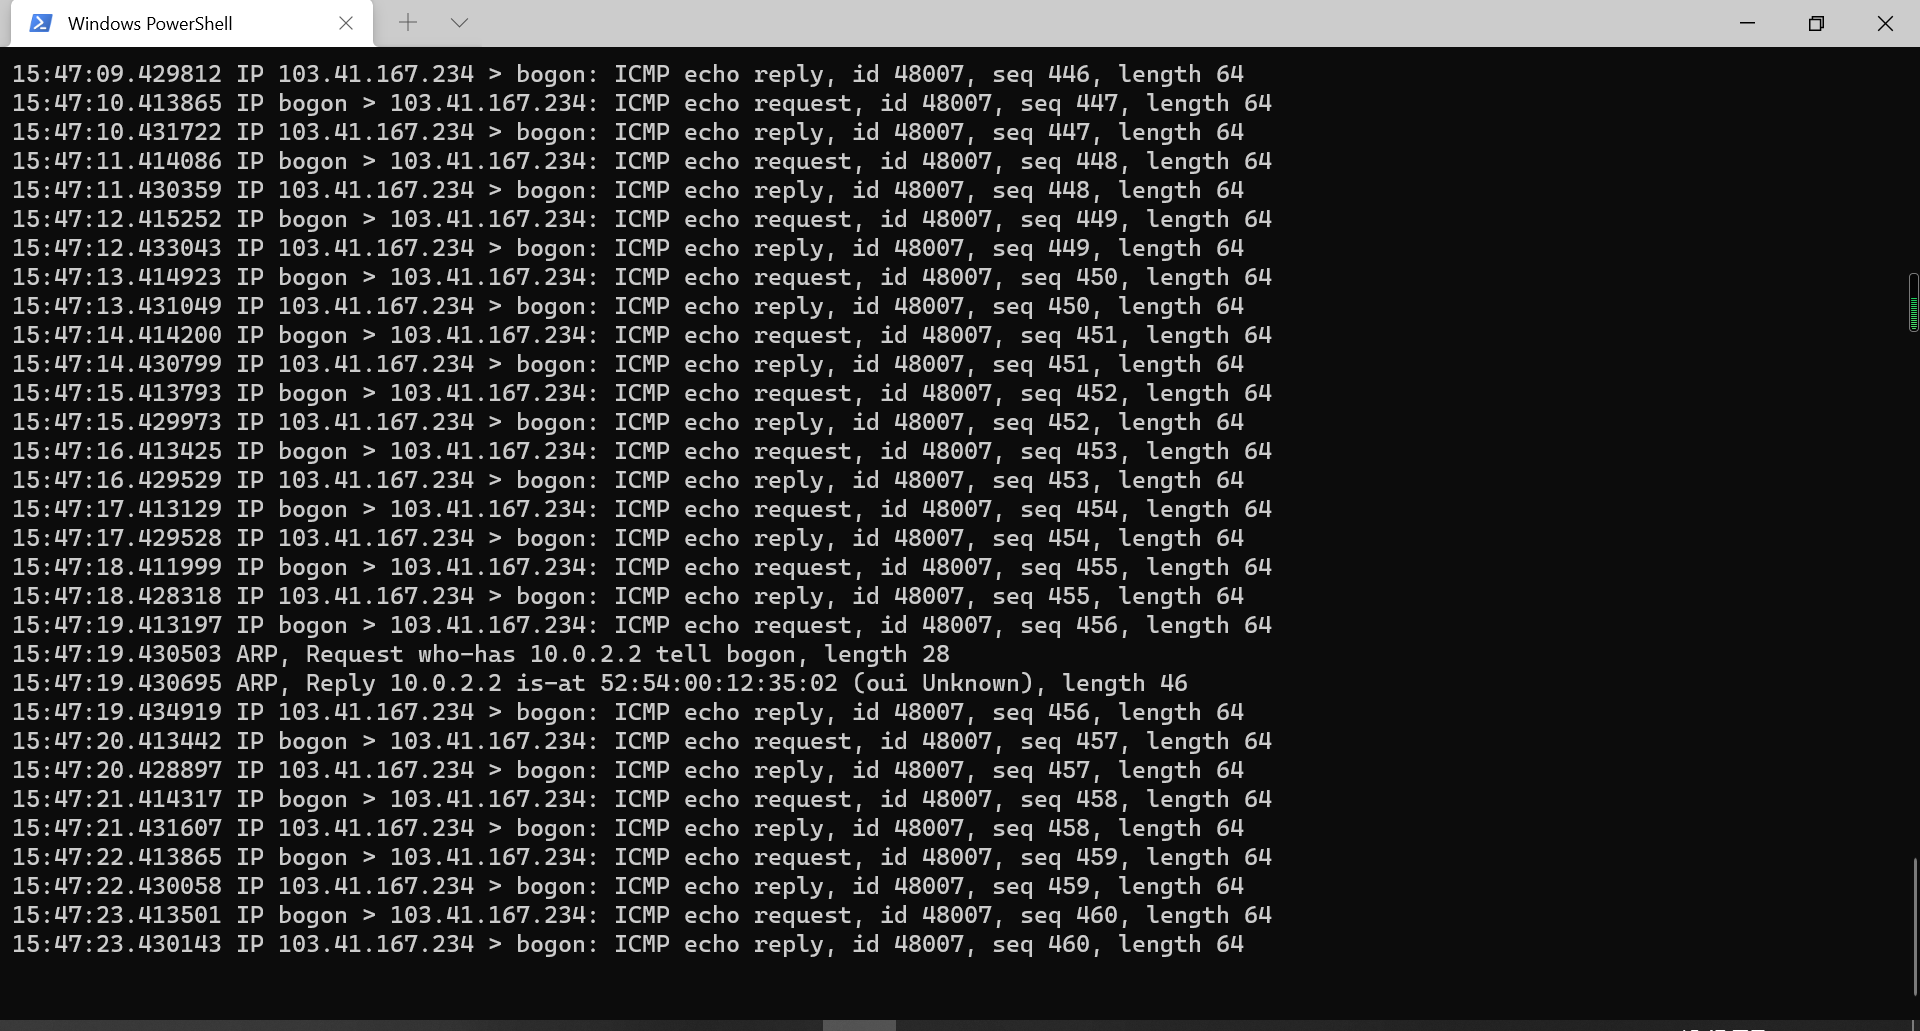 Windows PowerShell
15:47:09.429812 IP 103.41.167.234 > bogon: ICMP echo reply, id 48007, seq 446, length 64
15:47:10.413865 IP bogon > 103.41.167.234: ICMP echo request, id 48007, seq 447, length 64
15:47:10.431722 IP 103.41.167.234 > bogon: ICMP echo reply, id 48007, seq 447, length 64
15:47:11.414086 IP bogon > 103.41.167.234: ICMP echo request, id 48007, seq 448, length 64
15:47:11.430359 IP 103.41.167.234 > bogon: ICMP echo reply, id 48007, seq 448, length 64
15:47:12.415252 IP bogon > 103.41.167.234: ICMP echo request, id 48007, seq 449, length 64
15:47:12.433043 IP 103.41.167.234 > bogon: ICMP echo reply, id 48007, seq 449, length 64
15:47:13.414923 IP bogon > 103.41.167.234: ICMP echo request, id 48007, seq 450, length 64
15:47:13.431049 IP 103.41.167.234 > bogon: ICMP echo reply, id 48007, seq 450, length 64
15:47:14.414200 IP bogon > 103.41.167.234: ICMP echo request, id 48007, seq 451, length 64
15:47:14.430799 IP 103.41.167.234 > bogon: ICMP echo reply, id 48007, seq 451, length 64
15:47:15.413793 IP bogon > 103.41.167.234: ICMP echo request, id 48007, seq 452, length 64
15:47:15.429973 IP 103.41.167.234 > bogon: ICMP echo reply, id 48007, seq 452, length 64
15:47:16.413425 IP bogon > 103.41.167.234: ICMP echo request, id 48007, seq 453, length 64
15:47:16.429529 IP 103.41.167.234 > bogon: ICMP echo reply, id 48007, seq 453, length 64
15:47:17.413129 IP bogon > 103.41.167.234: ICMP echo request, id 48007, seq 454, length 64
15:47:17.429528 IP 103.41.167.234 > bogon: ICMP echo reply, id 48007, seq 454, length 64
15:47:18.411999 IP bogon > 103.41.167.234: ICMP echo request, id 48007, seq 455, length 64
15:47:18.428318 IP 103.41.167.234 > bogon: ICMP echo reply, id 48007, seq 455, length 64
15:47:19.413197 IP bogon > 103.41.167.234: ICMP echo request, id 48007, seq 456, length 64
15:47:19.430503 ARP, Request who-has 10.0.2.2 tell bogon, length 28
15:47:19.430695 ARP, Reply 10.0.2.2 is-at 52:54:00:12:35:02 (oui Unknown), length 46
15:47:19.434919 IP 103.41.167.234 > bogon: ICMP echo reply, id 48007, seq 456, length 64
15:47:20.413442 IP bogon > 103.41.167.234: ICMP echo request, id 48007, seq 457, length 64
15:47:20.428897 IP 103.41.167.234 > bogon: ICMP echo reply, id 48007, seq 457, length 64
15:47:21.414317 IP bogon > 103.41.167.234: ICMP echo request, id 48007, seq 458, length 64
15:47:21.431607 IP 103.41.167.234 > bogon: ICMP echo reply, id 48007, seq 458, length 64
15:47:22.413865 IP bogon > 103.41.167.234: ICMP echo request, id 48007, seq 459, length 64
15:47:22.430058 IP 103.41.167.234 > bogon: ICMP echo reply, id 48007, seq 459, length 64
15:47:23.413501 IP bogon > 103.41.167.234: ICMP echo request, id 48007, seq 460, length 64
15:47:23.430143 IP 103.41.167.234 > bogon: ICMP echo reply, id 48007, seq 460, length 64